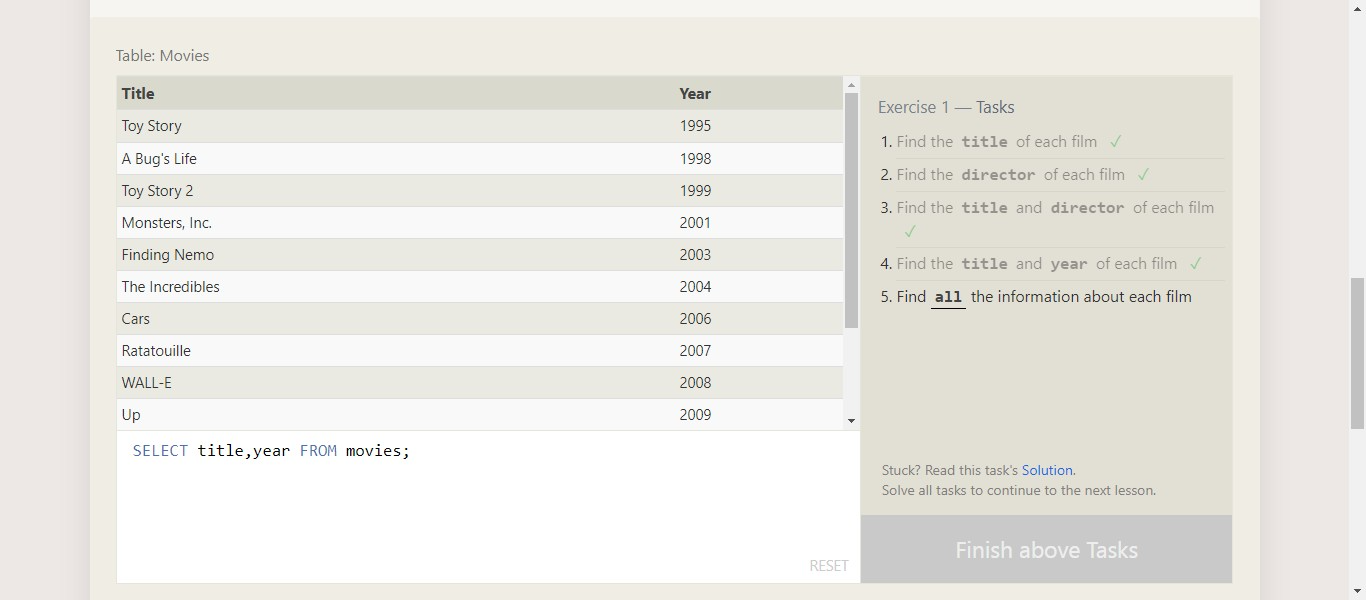 Table: Movies
Title Year
Toy Story 1995
A Bug's Life 1998
Toy Story 2 1999
Monsters, Inc. 2001
Finding Nemo 2003
The Incredibles 2004
Cars 2006
Ratatouille 2007
WALL-E 2008
Up 2009
SELECT title,year FROM movies;
RESET
Exercise 1 — Tasks
1. Find the title of each film ✓
2. Find the director of each film ✓
3. Find the title and director of each film
✓
4. Find the title and year of each film ✓
5. Find all the information about each film
Stuck? Read this task's Solution.
Solve all tasks to continue to the next lesson.
Finish above Tasks